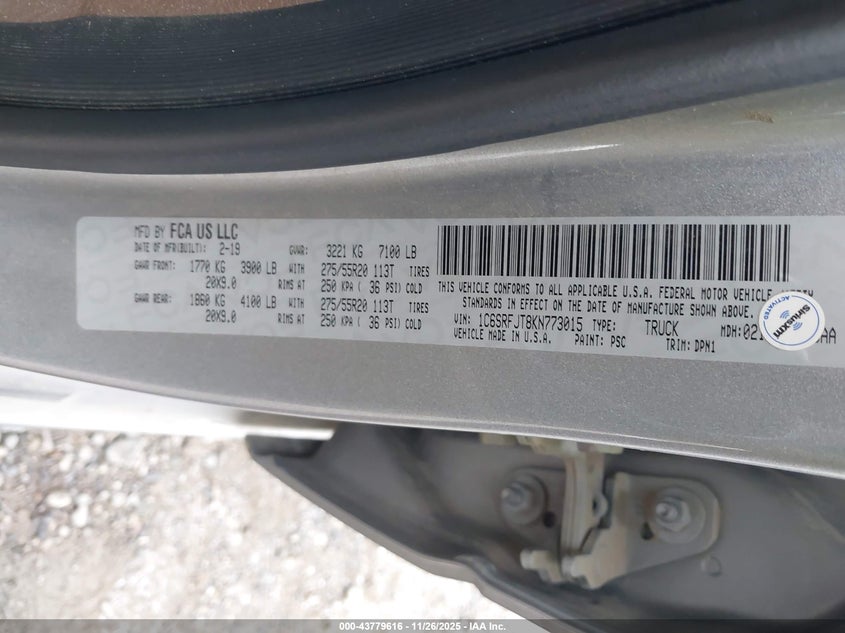 MFD BY FCA US LLC
DATE OF MFR(BUILT): 2-19 GVWR: 3221 KG 7100 LB
GAWR FRONT: 1770 KG 3900 LB WITH 275/55R20 113T TIRES
20X9.0 RIMS AT 250 KPA ( 36 PSI) COLD
GAWR REAR: 1860 KG 4100 LB WITH 275/55R20 113T TIRES
20X9.0 RIMS AT 250 KPA ( 36 PSI) COLD
THIS VEHICLE CONFORMS TO ALL APPLICABLE U.S.A. FEDERAL MOTOR VEHICLE
STANDARDS IN EFFECT ON THE DATE OF MANUFACTURE SHOWN ABOVE.
VIN: 1C6SRFJT8KN773015 TYPE: TRUCK MDH:02
VEHICLE MADE IN U.S.A. PAINT: PSC TRIM: DPN1
siriusxm
ACTIVATION
000-43779616 - 11/26/2025 - IAA Inc.